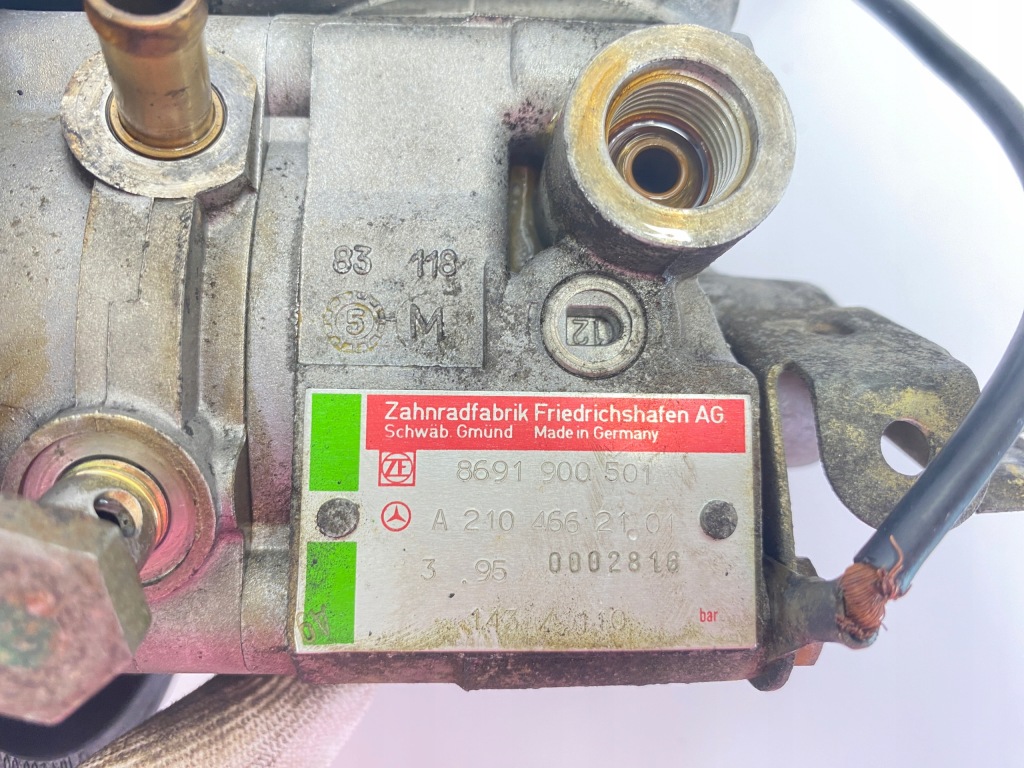 83 118
5 M
12
Zahnradfabrik Friedrichshafen AG.
Schwäb. Gmünd Made in Germany
ZF 8691 900 501
A 210 466 21 01
3 .95 0002816
bar